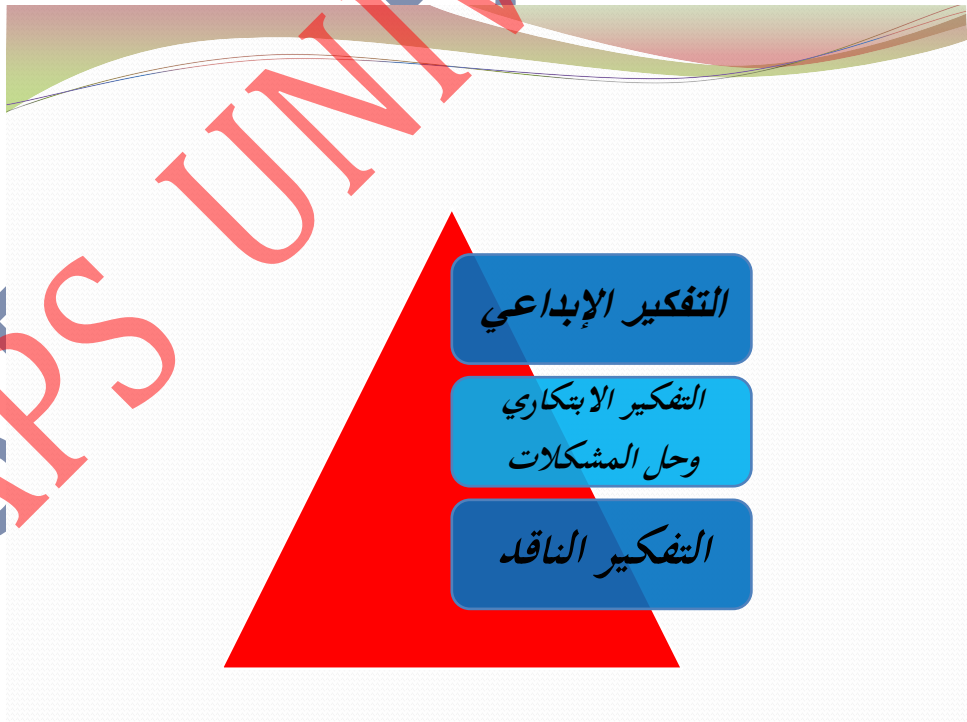 التفكير الإبداعي
التفكير الابتكاري
وحل المشكلات
التفكير الناقد